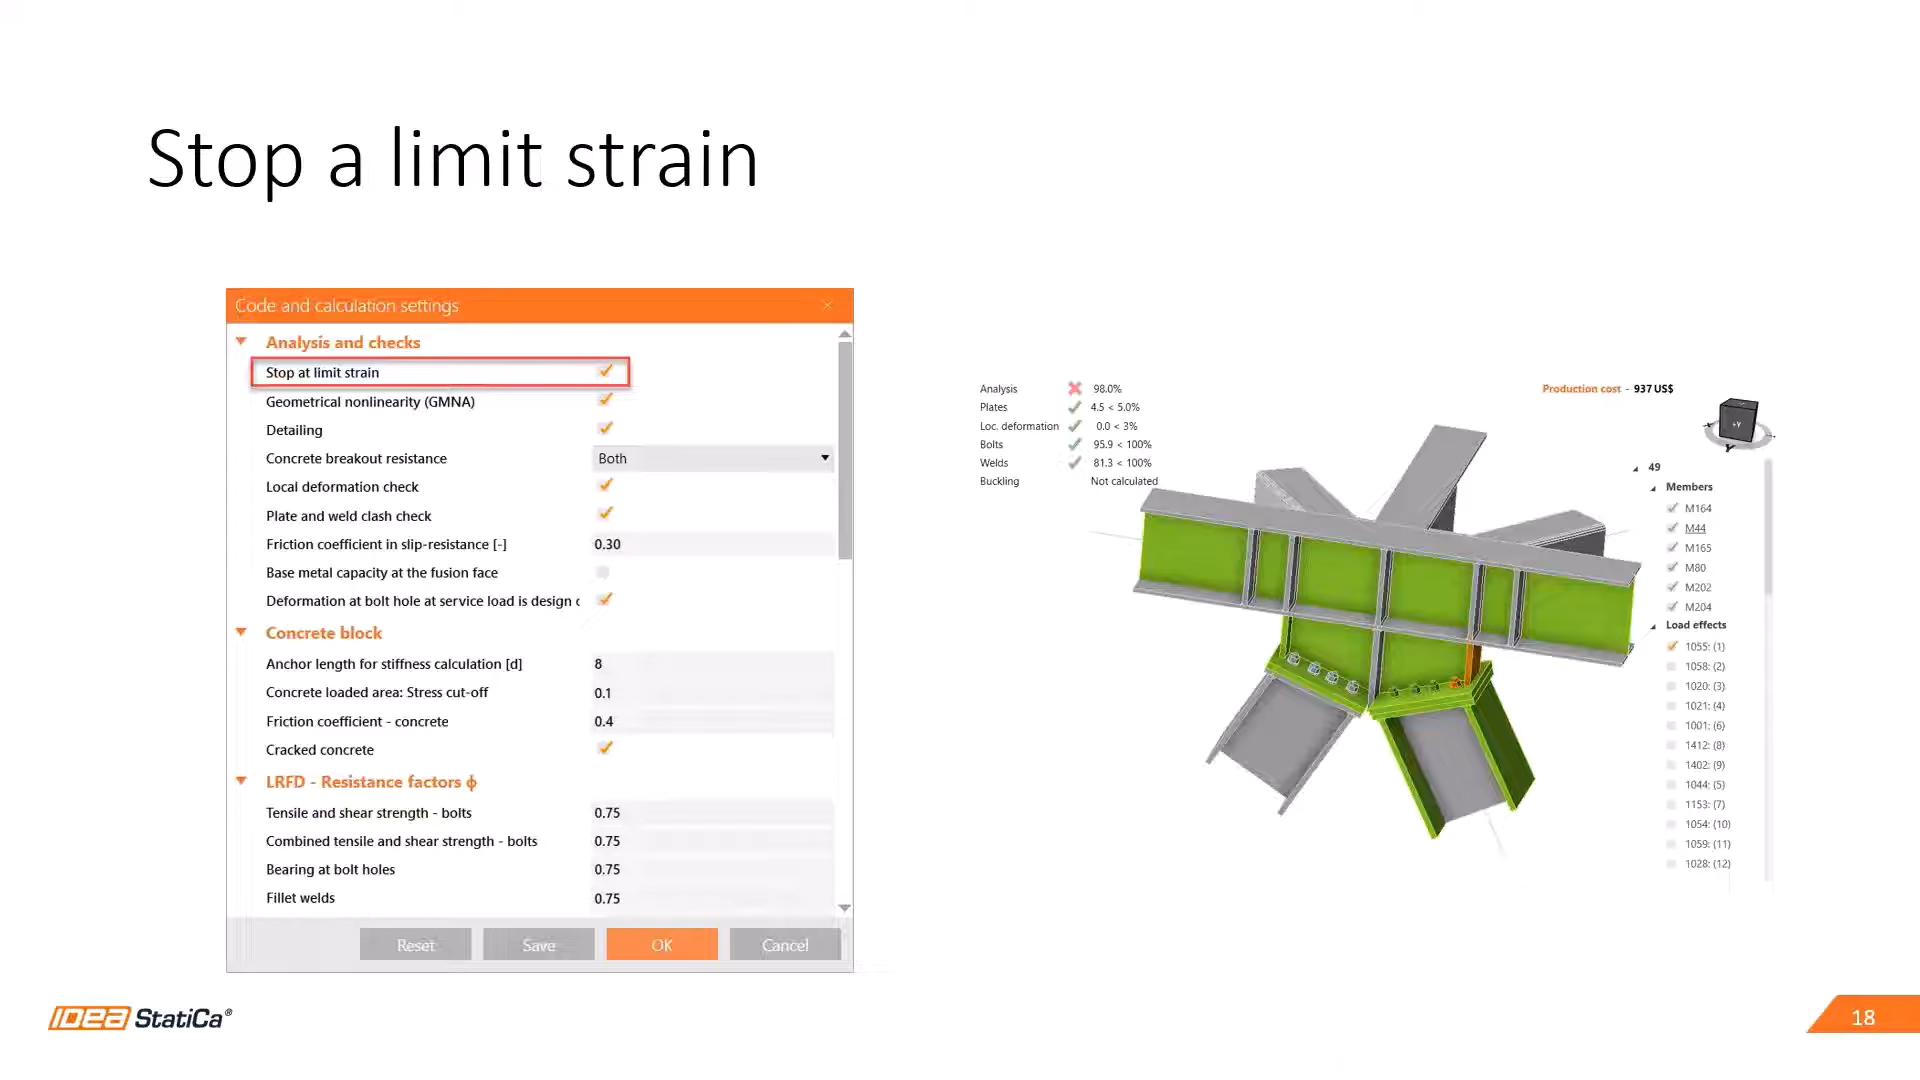 Stop a limit strain
Code and calculation settings
Analysis and checks
Stop at limit strain
Geometrical nonlinearity (GMNA)
Detailing
Concrete breakout resistance Both
Local deformation check
Plate and weld clash check
Friction coefficient in slip-resistance [-] 0.30
Base metal capacity at the fusion face
Deformation at bolt hole at service load is design c
Concrete block
Anchor length for stiffness calculation [d] 8
Concrete loaded area: Stress cut-off 0.1
Friction coefficient - concrete 0.4
Cracked concrete
LRFD - Resistance factors ϕ
Tensile and shear strength - bolts 0.75
Combined tensile and shear strength - bolts 0.75
Bearing at bolt holes 0.75
Fillet welds 0.75
Reset Save OK Cancel
Analysis 98.0%
Plates 4.5 < 5.0%
Loc. deformation 0.0 < 3%
Bolts 95.9 < 100%
Welds 81.3 < 100%
Buckling Not calculated
Production cost - 937 US$
+Y
49
Members
M164
M44
M165
M80
M202
M204
Load effects
1055: (1)
1058: (2)
1020: (3)
1021: (4)
1001: (6)
1412: (8)
1402: (9)
1044: (5)
1153: (7)
1054: (10)
1059: (11)
1028: (12)
IDEA StatiCa®
18